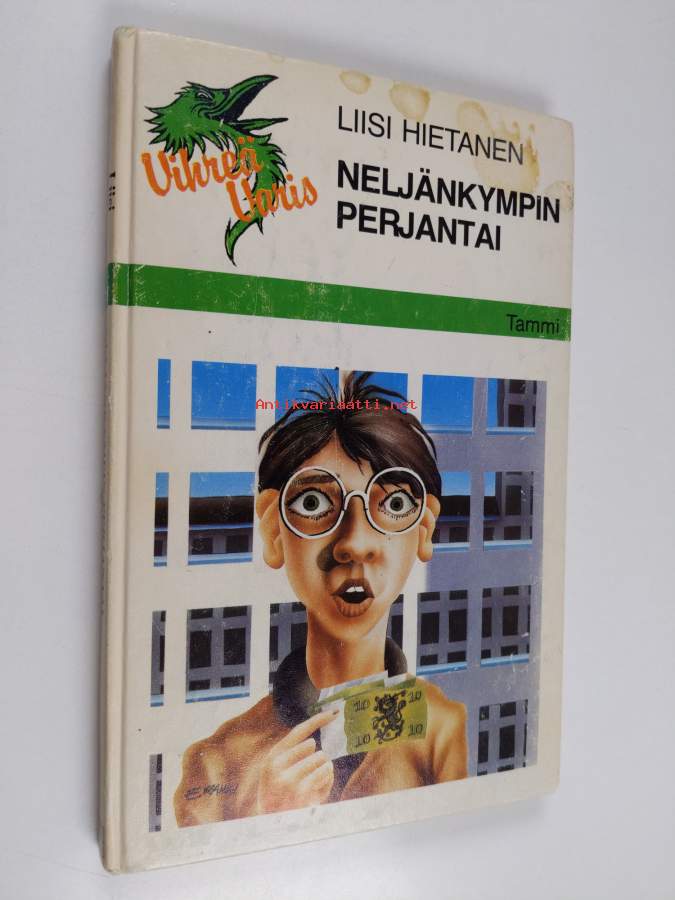 Vihreä
Varis
LIISI HIETANEN
NELJÄNKYMPIN
PERJANTAI
Tammi
Antikvariaatti.net
10 10
10 10